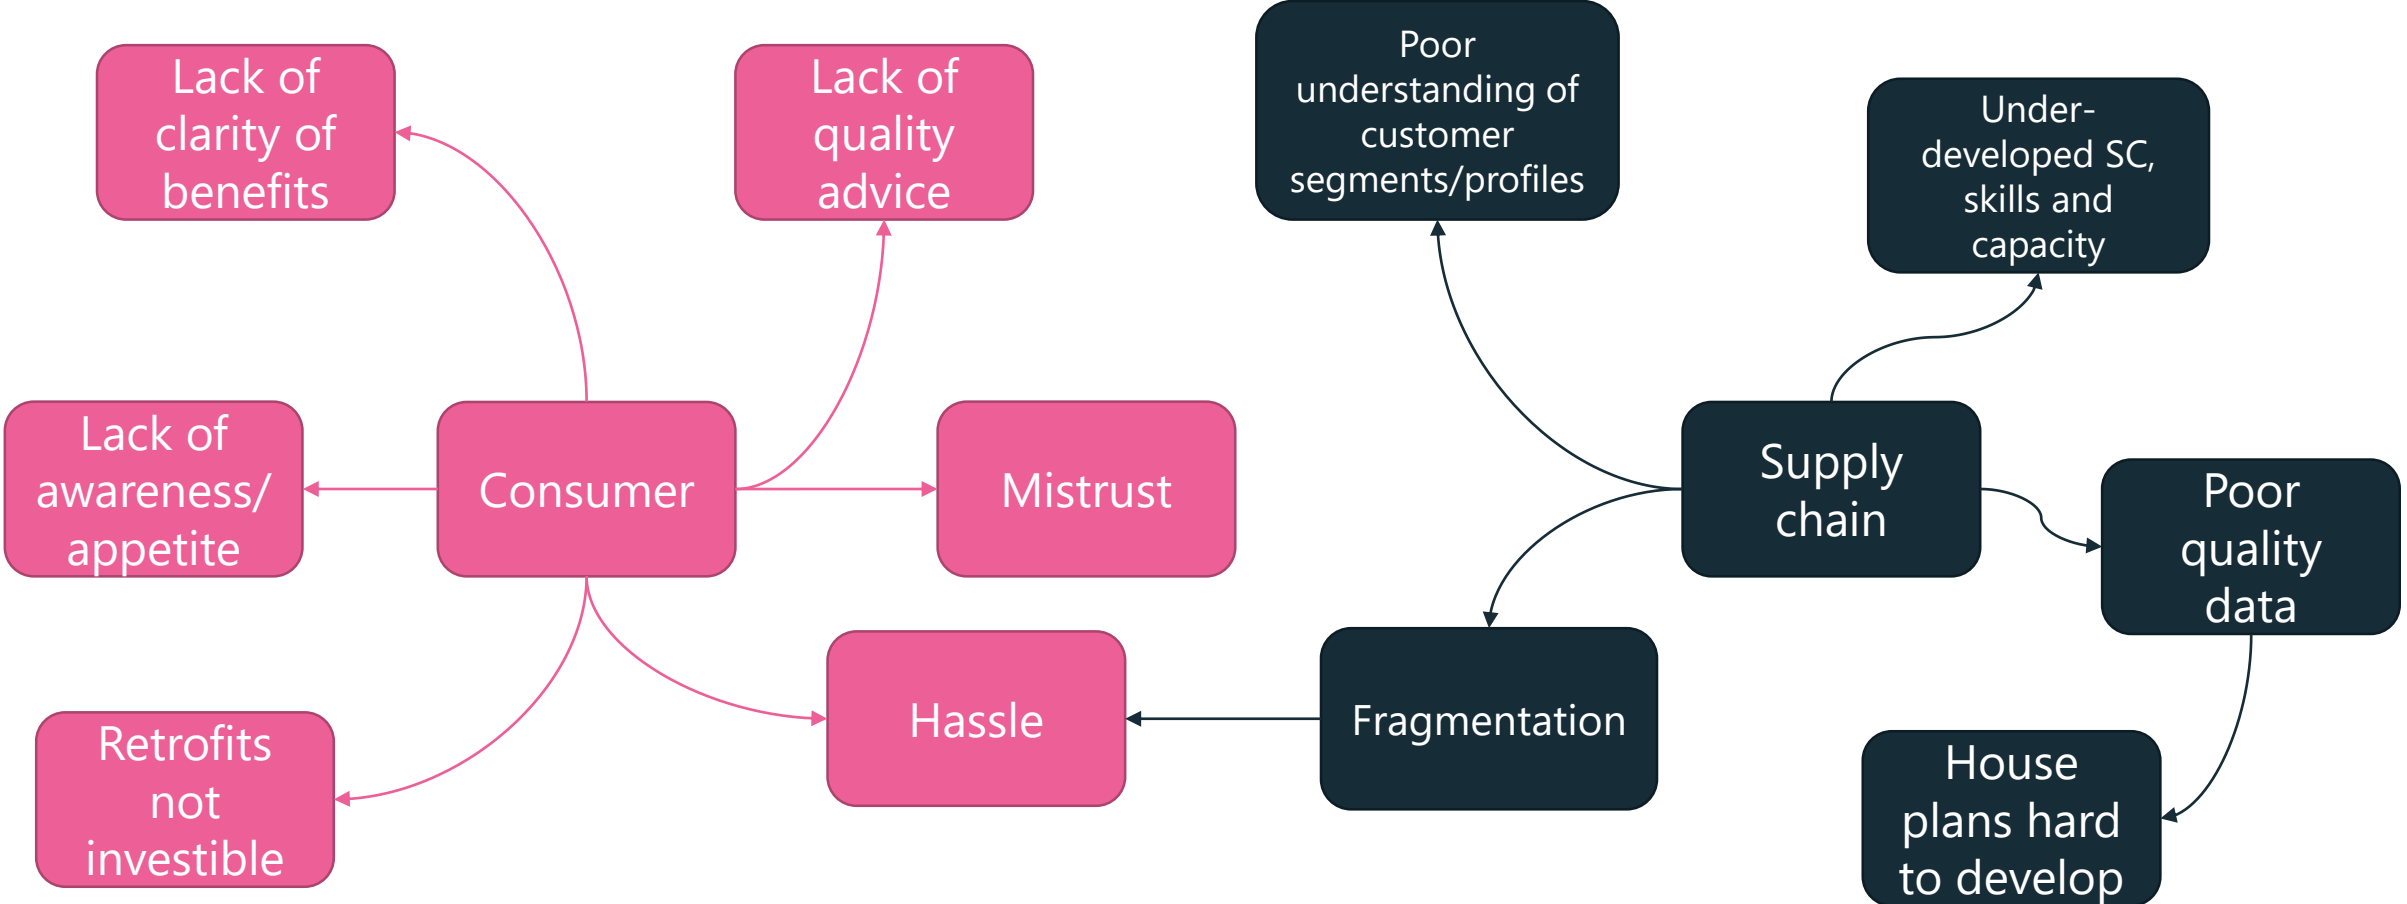 Lack of
clarity of
benefits
Lack of
quality
advice
Poor
understanding of
customer
segments/profiles
Under-
developed SC,
skills and
capacity
Lack of
awareness/
appetite
Consumer
Mistrust
Supply
chain
Poor
quality
data
Retrofits
not
investible
Hassle
Fragmentation
House
plans hard
to develop